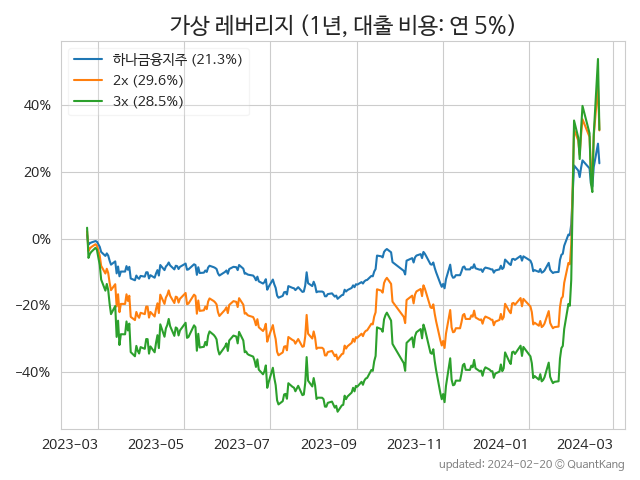 가상 레버리지 (1년, 대출 비용: 연 5%)
하나금융지주 (21.3%)
2x (29.6%)
3x (28.5%)
40%
20%
0%
−20%
−40%
2023-03 2023-05 2023-07 2023-09 2023-11 2024-01 2024-03
updated: 2024-02-20 © QuantKang